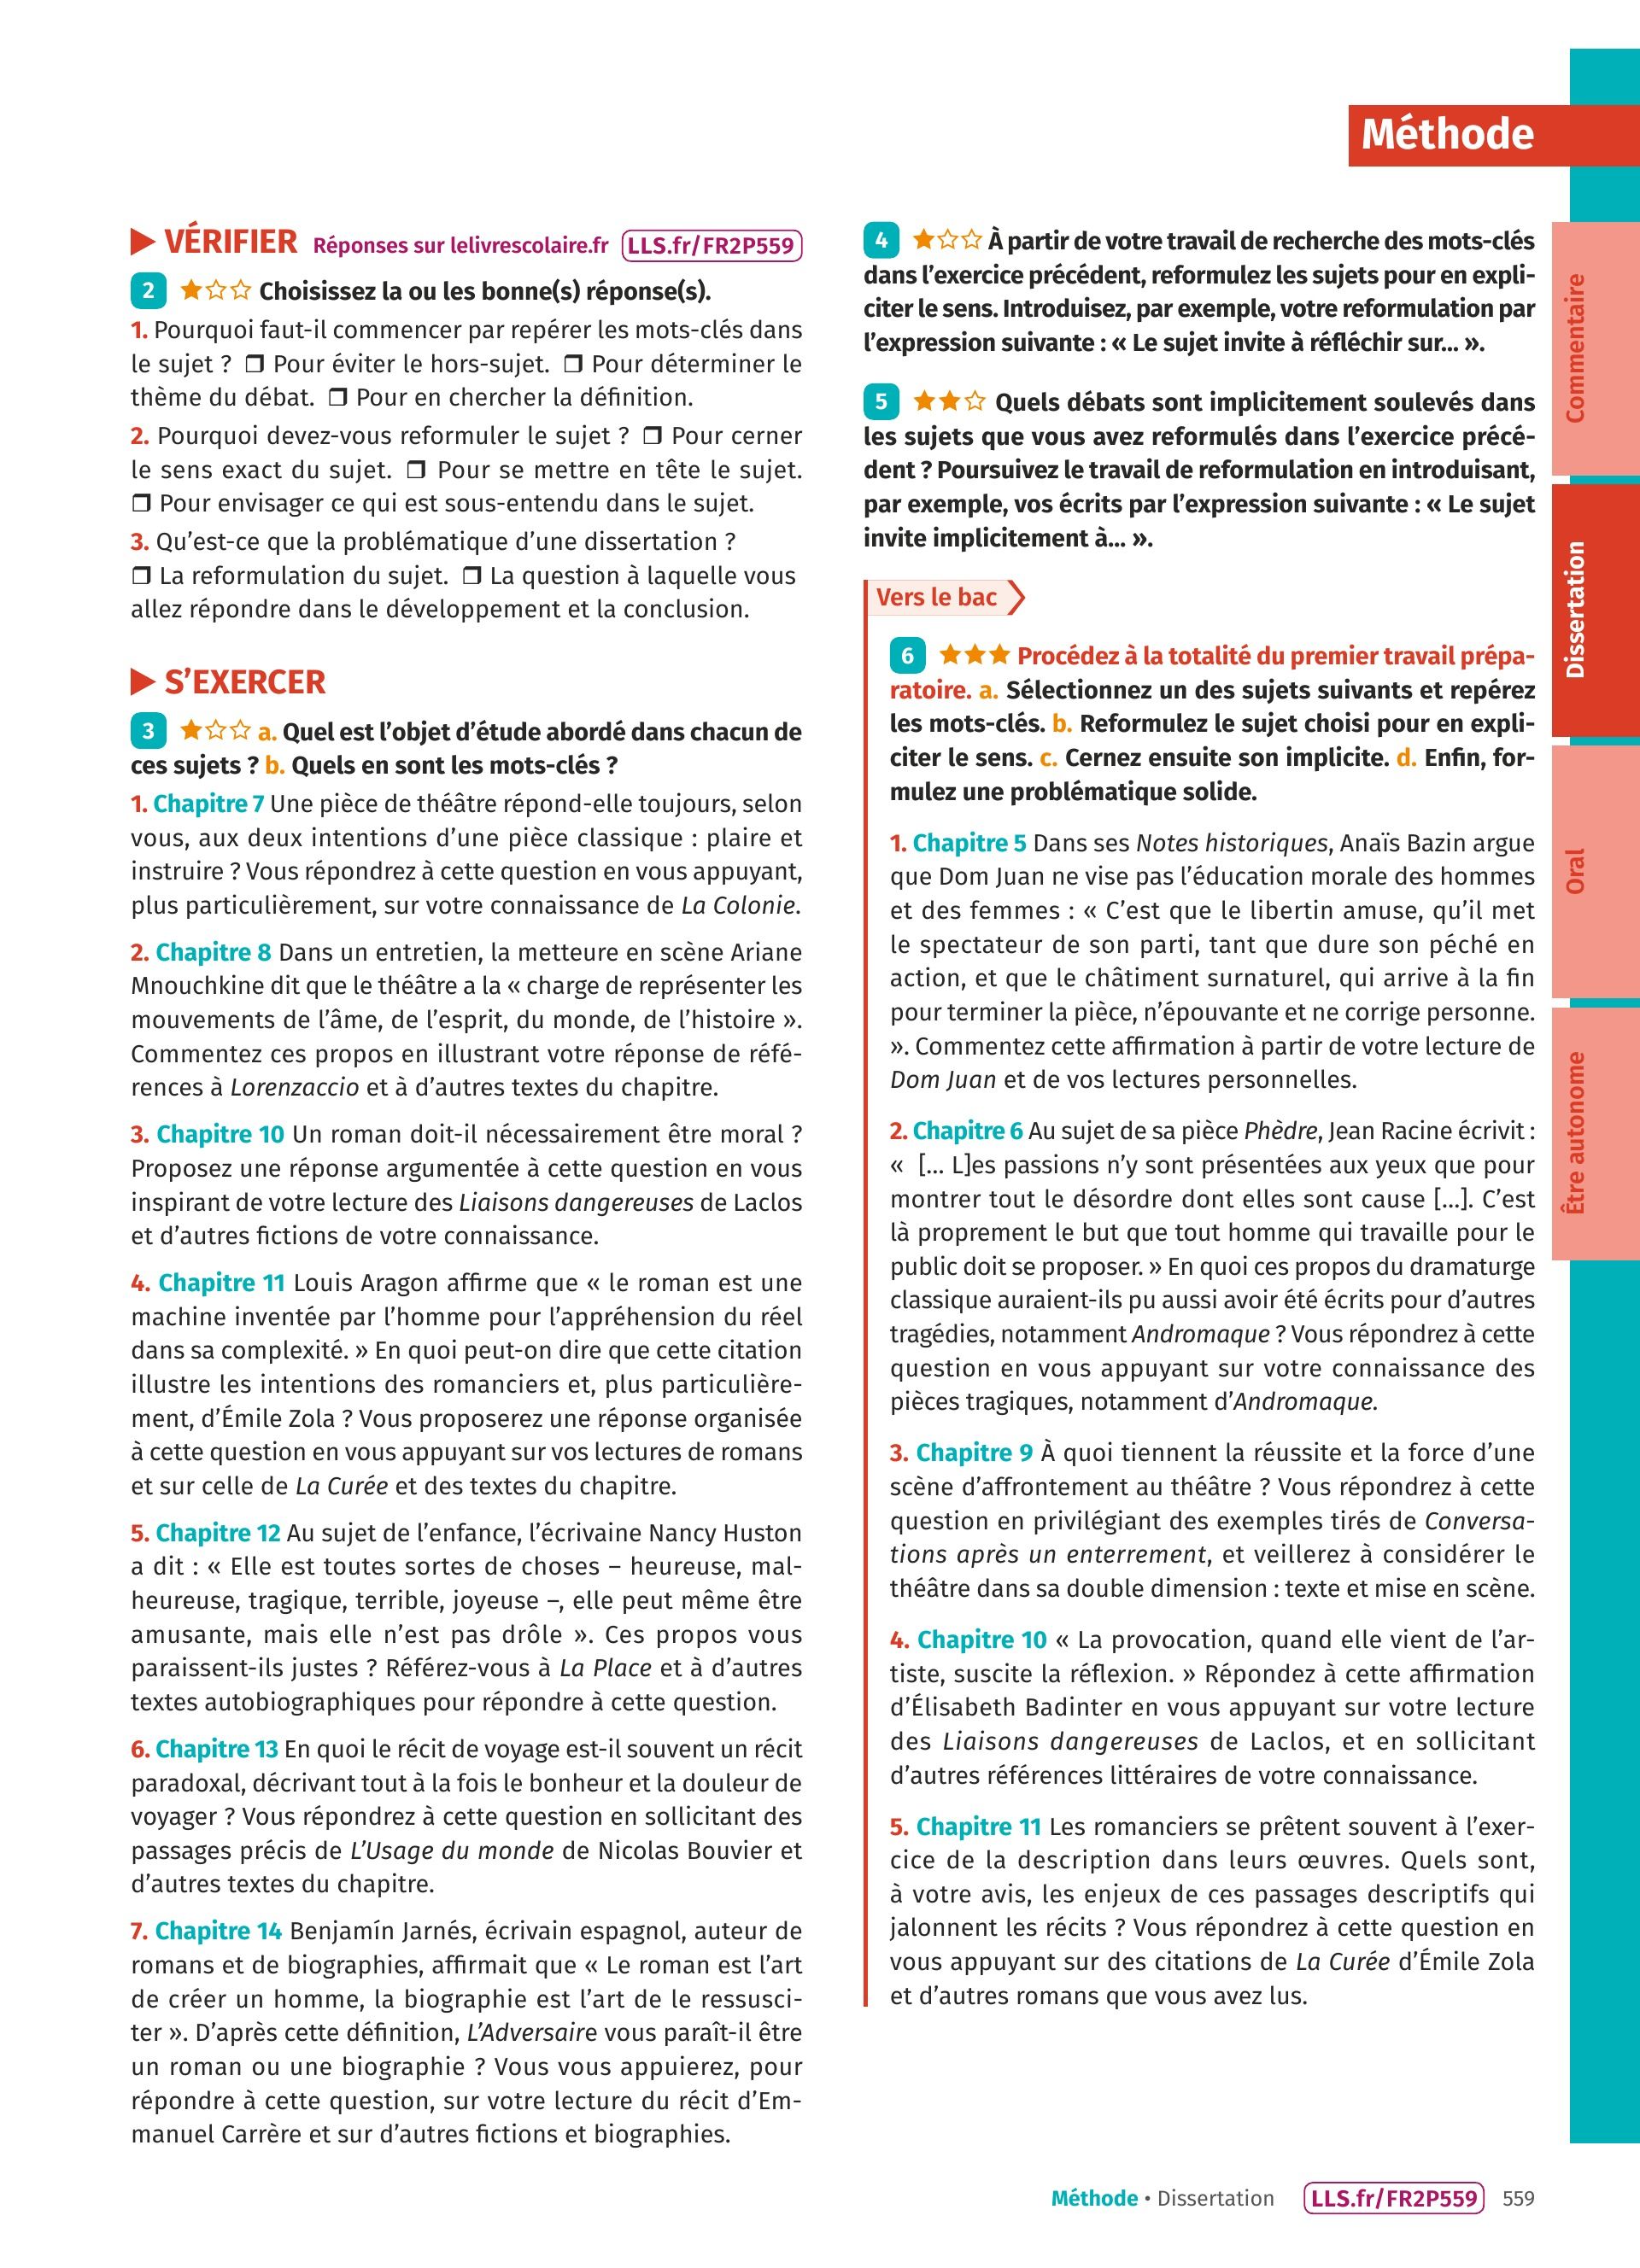 Méthode
VÉRIFIER Réponses sur lelivrescolaire.fr LLS.fr/FR2P559
2 ★☆☆ Choisissez la ou les bonne(s) réponse(s).
1. Pourquoi faut-il commencer par repérer les mots-clés dans
le sujet ? ❒ Pour éviter le hors-sujet. ❒ Pour déterminer le
thème du débat. ❒ Pour en chercher la définition.
2. Pourquoi devez-vous reformuler le sujet ? ❒ Pour cerner
le sens exact du sujet. ❒ Pour se mettre en tête le sujet.
❒ Pour envisager ce qui est sous-entendu dans le sujet.
3. Qu’est-ce que la problématique d’une dissertation ?
❒ La reformulation du sujet. ❒ La question à laquelle vous
allez répondre dans le développement et la conclusion.
S’EXERCER
3 ★☆☆ a. Quel est l’objet d’étude abordé dans chacun de
ces sujets ? b. Quels en sont les mots-clés ?
1. Chapitre 7 Une pièce de théâtre répond-elle toujours, selon
vous, aux deux intentions d’une pièce classique : plaire et
instruire ? Vous répondrez à cette question en vous appuyant,
plus particulièrement, sur votre connaissance de La Colonie.
2. Chapitre 8 Dans un entretien, la metteure en scène Ariane
Mnouchkine dit que le théâtre a la « charge de représenter les
mouvements de l’âme, de l’esprit, du monde, de l’histoire ».
Commentez ces propos en illustrant votre réponse de réfé-
rences à Lorenzaccio et à d’autres textes du chapitre.
3. Chapitre 10 Un roman doit-il nécessairement être moral ?
Proposez une réponse argumentée à cette question en vous
inspirant de votre lecture des Liaisons dangereuses de Laclos
et d’autres fictions de votre connaissance.
4. Chapitre 11 Louis Aragon affirme que « le roman est une
machine inventée par l’homme pour l’appréhension du réel
dans sa complexité. » En quoi peut-on dire que cette citation
illustre les intentions des romanciers et, plus particulière-
ment, d’Émile Zola ? Vous proposerez une réponse organisée
à cette question en vous appuyant sur vos lectures de romans
et sur celle de La Curée et des textes du chapitre.
5. Chapitre 12 Au sujet de l’enfance, l’écrivaine Nancy Huston
a dit : « Elle est toutes sortes de choses – heureuse, mal-
heureuse, tragique, terrible, joyeuse –, elle peut même être
amusante, mais elle n’est pas drôle ». Ces propos vous
paraissent-ils justes ? Référez-vous à La Place et à d’autres
textes autobiographiques pour répondre à cette question.
6. Chapitre 13 En quoi le récit de voyage est-il souvent un récit
paradoxal, décrivant tout à la fois le bonheur et la douleur de
voyager ? Vous répondrez à cette question en sollicitant des
passages précis de L’Usage du monde de Nicolas Bouvier et
d’autres textes du chapitre.
7. Chapitre 14 Benjamín Jarnés, écrivain espagnol, auteur de
romans et de biographies, affirmait que « Le roman est l’art
de créer un homme, la biographie est l’art de le ressusci-
ter ». D’après cette définition, L’Adversaire vous paraît-il être
un roman ou une biographie ? Vous vous appuierez, pour
répondre à cette question, sur votre lecture du récit d’Em-
manuel Carrère et sur d’autres fictions et biographies.
4 ★☆☆ À partir de votre travail de recherche des mots-clés
dans l’exercice précédent, reformulez les sujets pour en expli-
citer le sens. Introduisez, par exemple, votre reformulation par
l’expression suivante : « Le sujet invite à réfléchir sur... ».
5 ★★☆ Quels débats sont implicitement soulevés dans
les sujets que vous avez reformulés dans l’exercice précé-
dent ? Poursuivez le travail de reformulation en introduisant,
par exemple, vos écrits par l’expression suivante : « Le sujet
invite implicitement à... ».
Vers le bac
6 ★★★ Procédez à la totalité du premier travail prépa-
ratoire. a. Sélectionnez un des sujets suivants et repérez
les mots-clés. b. Reformulez le sujet choisi pour en expli-
citer le sens. c. Cernez ensuite son implicite. d. Enfin, for-
mulez une problématique solide.
1. Chapitre 5 Dans ses Notes historiques, Anaïs Bazin argue
que Dom Juan ne vise pas l’éducation morale des hommes
et des femmes : « C’est que le libertin amuse, qu’il met
le spectateur de son parti, tant que dure son péché en
action, et que le châtiment surnaturel, qui arrive à la fin
pour terminer la pièce, n’épouvante et ne corrige personne.
». Commentez cette affirmation à partir de votre lecture de
Dom Juan et de vos lectures personnelles.
2. Chapitre 6 Au sujet de sa pièce Phèdre, Jean Racine écrivit :
« [... L]es passions n’y sont présentées aux yeux que pour
montrer tout le désordre dont elles sont cause [...]. C’est
là proprement le but que tout homme qui travaille pour le
public doit se proposer. » En quoi ces propos du dramaturge
classique auraient-ils pu aussi avoir été écrits pour d’autres
tragédies, notamment Andromaque ? Vous répondrez à cette
question en vous appuyant sur votre connaissance des
pièces tragiques, notamment d’Andromaque.
3. Chapitre 9 À quoi tiennent la réussite et la force d’une
scène d’affrontement au théâtre ? Vous répondrez à cette
question en privilégiant des exemples tirés de Conversa-
tions après un enterrement, et veillerez à considérer le
théâtre dans sa double dimension : texte et mise en scène.
4. Chapitre 10 « La provocation, quand elle vient de l’ar-
tiste, suscite la réflexion. » Répondez à cette affirmation
d’Élisabeth Badinter en vous appuyant sur votre lecture
des Liaisons dangereuses de Laclos, et en sollicitant
d’autres références littéraires de votre connaissance.
5. Chapitre 11 Les romanciers se prêtent souvent à l’exer-
cice de la description dans leurs œuvres. Quels sont,
à votre avis, les enjeux de ces passages descriptifs qui
jalonnent les récits ? Vous répondrez à cette question en
vous appuyant sur des citations de La Curée d’Émile Zola
et d’autres romans que vous avez lus.
Commentaire
Dissertation
Oral
Être autonome
Méthode • Dissertation LLS.fr/FR2P559 559